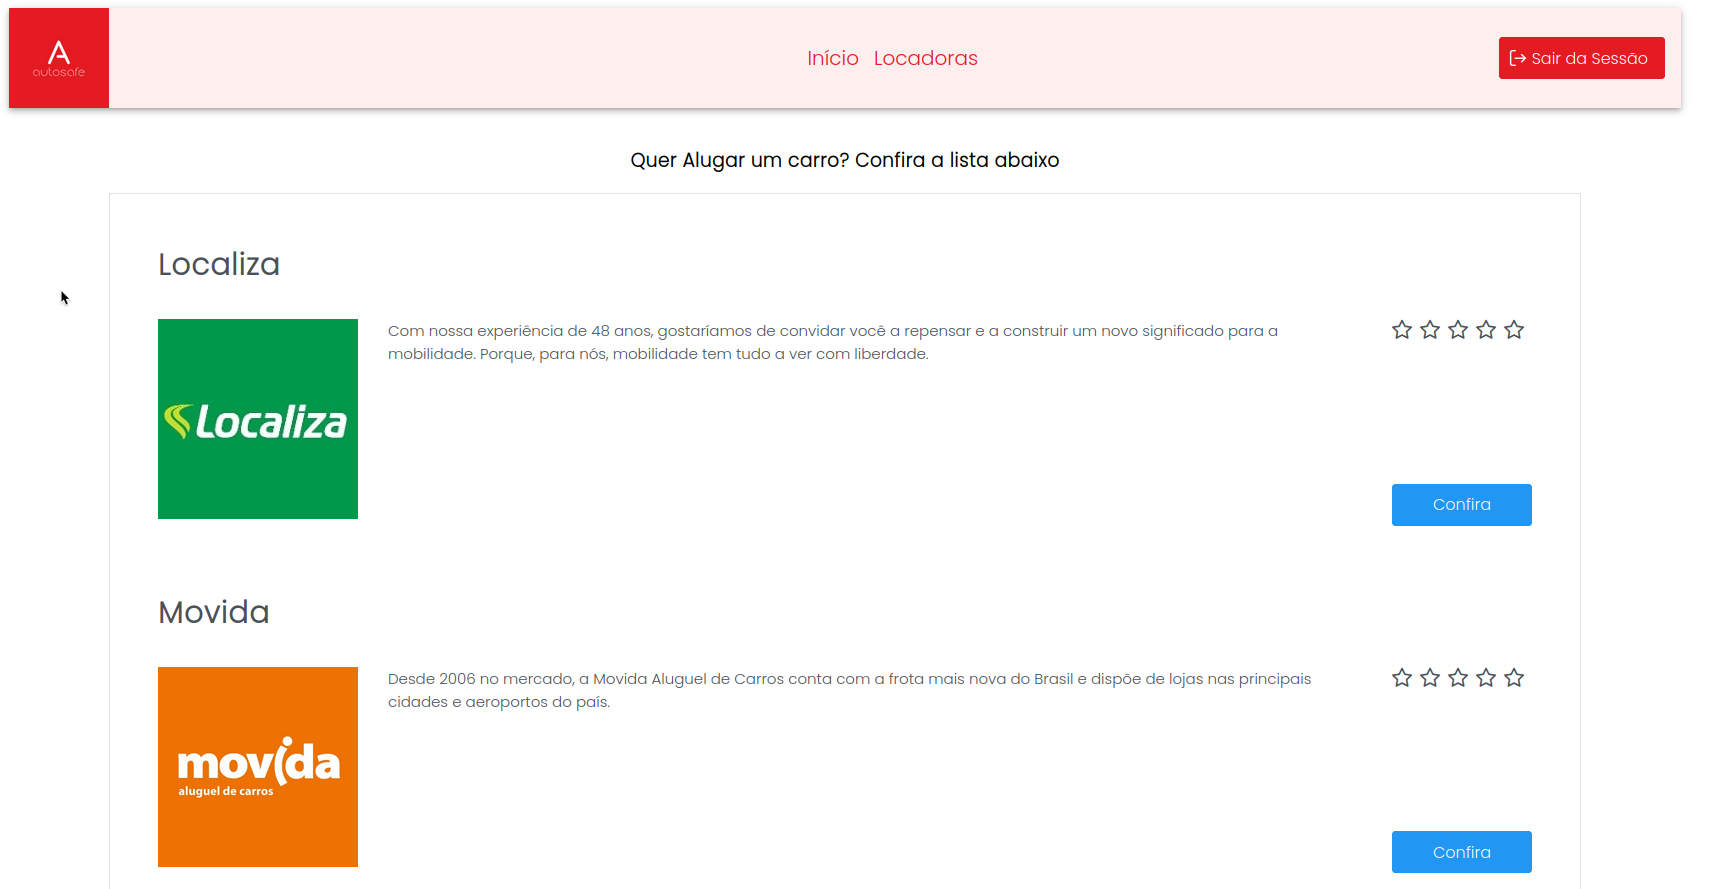 autosafe
Início Locadoras
Sair da Sessão
Quer Alugar um carro? Confira a lista abaixo
Localiza
Localiza
Com nossa experiência de 48 anos, gostaríamos de convidar você a repensar e a construir um novo significado para a
mobilidade. Porque, para nós, mobilidade tem tudo a ver com liberdade.
Confira
Movida
movida
aluguel de carros
Desde 2006 no mercado, a Movida Aluguel de Carros conta com a frota mais nova do Brasil e dispõe de lojas nas principais
cidades e aeroportos do país.
Confira